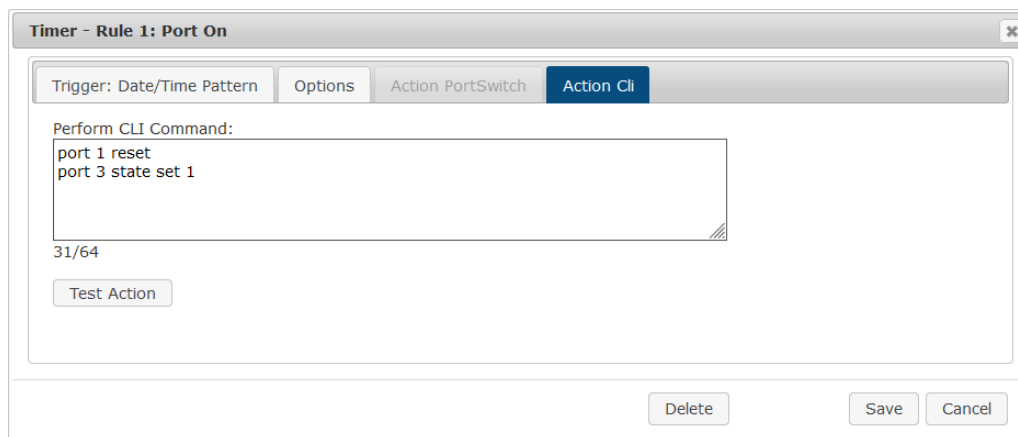 Timer - Rule 1: Port On
Trigger: Date/Time Pattern Options Action PortSwitch Action Cli
Perform CLI Command:
port 1 reset
port 3 state set 1
31/64
Test Action
Delete Save Cancel